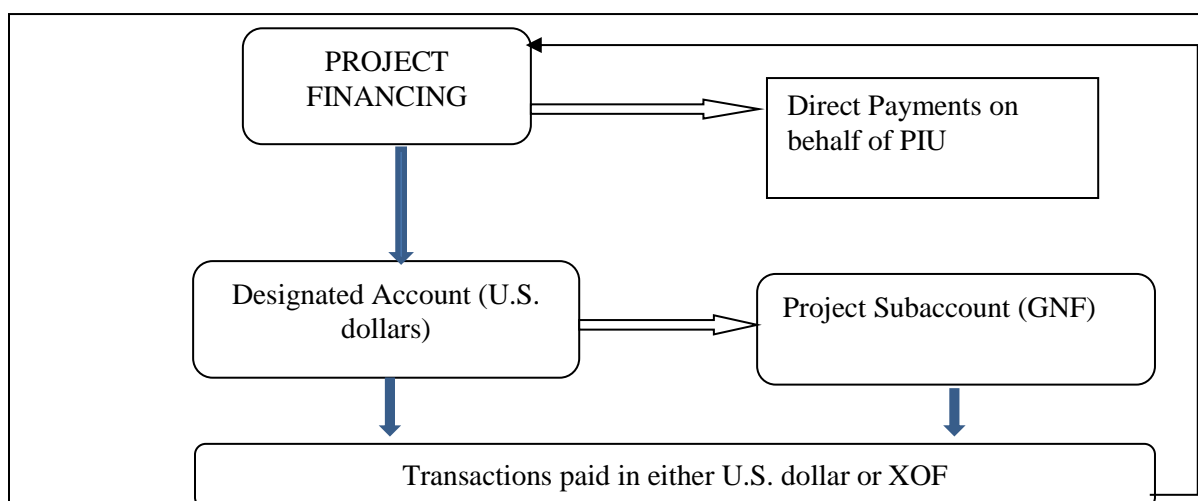 PROJECT
FINANCING
Direct Payments on
behalf of PIU
Designated Account (U.S.
dollars)
Project Subaccount (GNF)
Transactions paid in either U.S. dollar or XOF